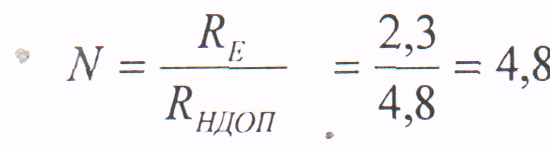 N = R_E / R_НДОП = 2,3 / 4,8 = 4,8